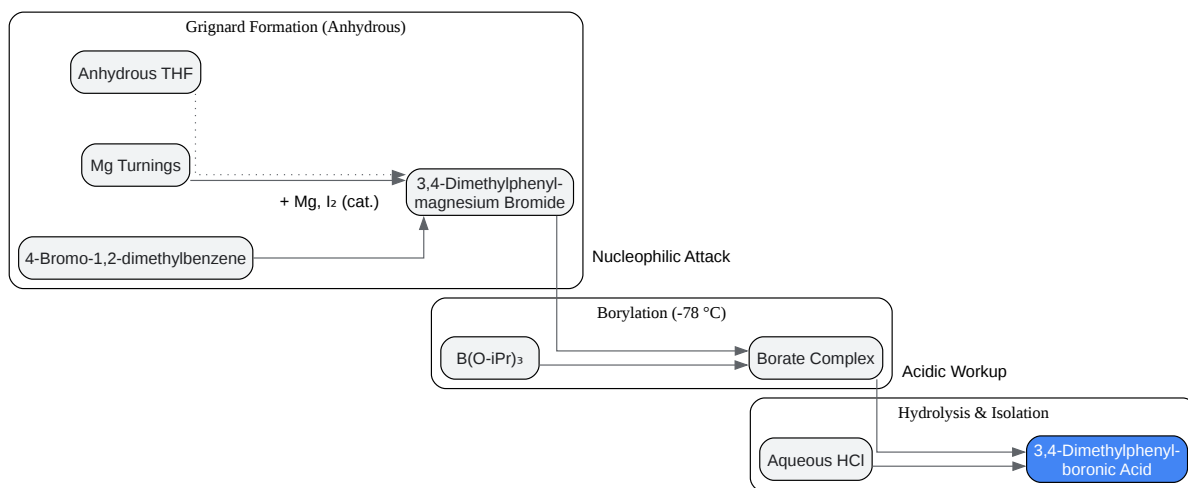 Grignard Formation (Anhydrous)
Anhydrous THF
Mg Turnings
+ Mg, I₂ (cat.)
3,4-Dimethylphenyl-
magnesium Bromide
4-Bromo-1,2-dimethylbenzene
Nucleophilic Attack
Borylation (-78 °C)
B(O-iPr)₃
Borate Complex
Acidic Workup
Hydrolysis & Isolation
Aqueous HCl
3,4-Dimethylphenyl-
boronic Acid